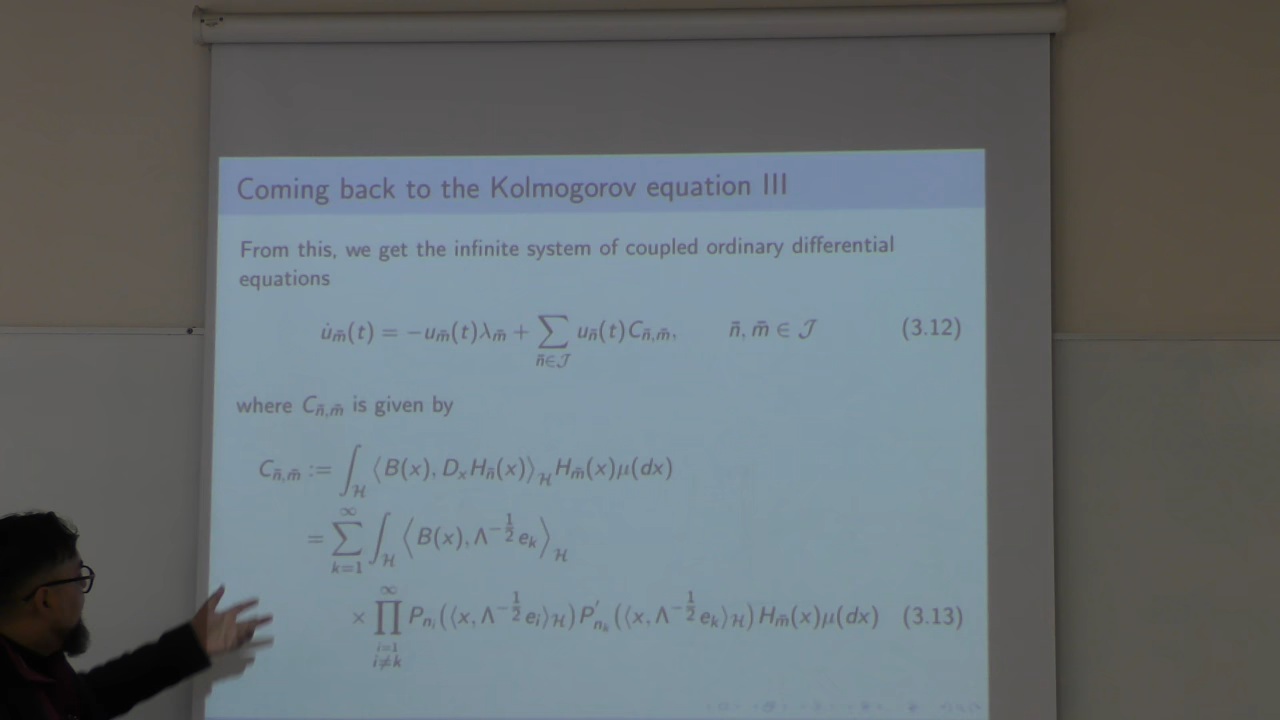 Coming back to the Kolmogorov equation III
From this, we get the infinite system of coupled ordinary differential
equations
u̇_m̄(t) = −u_m̄(t)λ_m̄ + ∑_{n̄∈𝒥} u_n̄(t)C_{n̄,m̄}, n̄, m̄ ∈ 𝒥 (3.12)
where C_{n̄,m̄} is given by
C_{n̄,m̄} := ∫_ℋ ⟨B(x), D_x H_n̄(x)⟩_ℋ H_m̄(x)μ(dx)
= ∑_{k=1}^{∞} ∫_ℋ ⟨B(x), Λ^{−1/2} e_k⟩_ℋ
× ∏_{i=1, i≠k}^{∞} P_{n_i}(⟨x, Λ^{−1/2} e_i⟩_ℋ) P′_{n_k}(⟨x, Λ^{−1/2} e_k⟩_ℋ) H_m̄(x)μ(dx) (3.13)